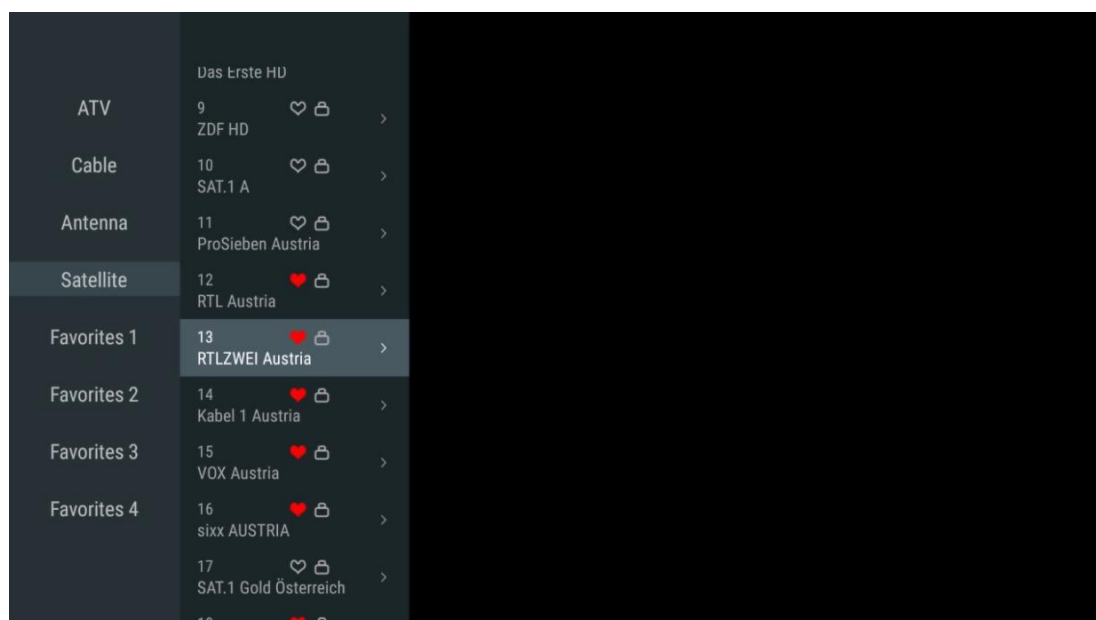 ATV
Cable
Antenna
Satellite
Favorites 1
Favorites 2
Favorites 3
Favorites 4
Das Erste HD
9
ZDF HD
10
SAT.1 A
11
ProSieben Austria
12
RTL Austria
13
RTLZWEI Austria
14
Kabel 1 Austria
15
VOX Austria
16
sixx AUSTRIA
17
SAT.1 Gold Österreich